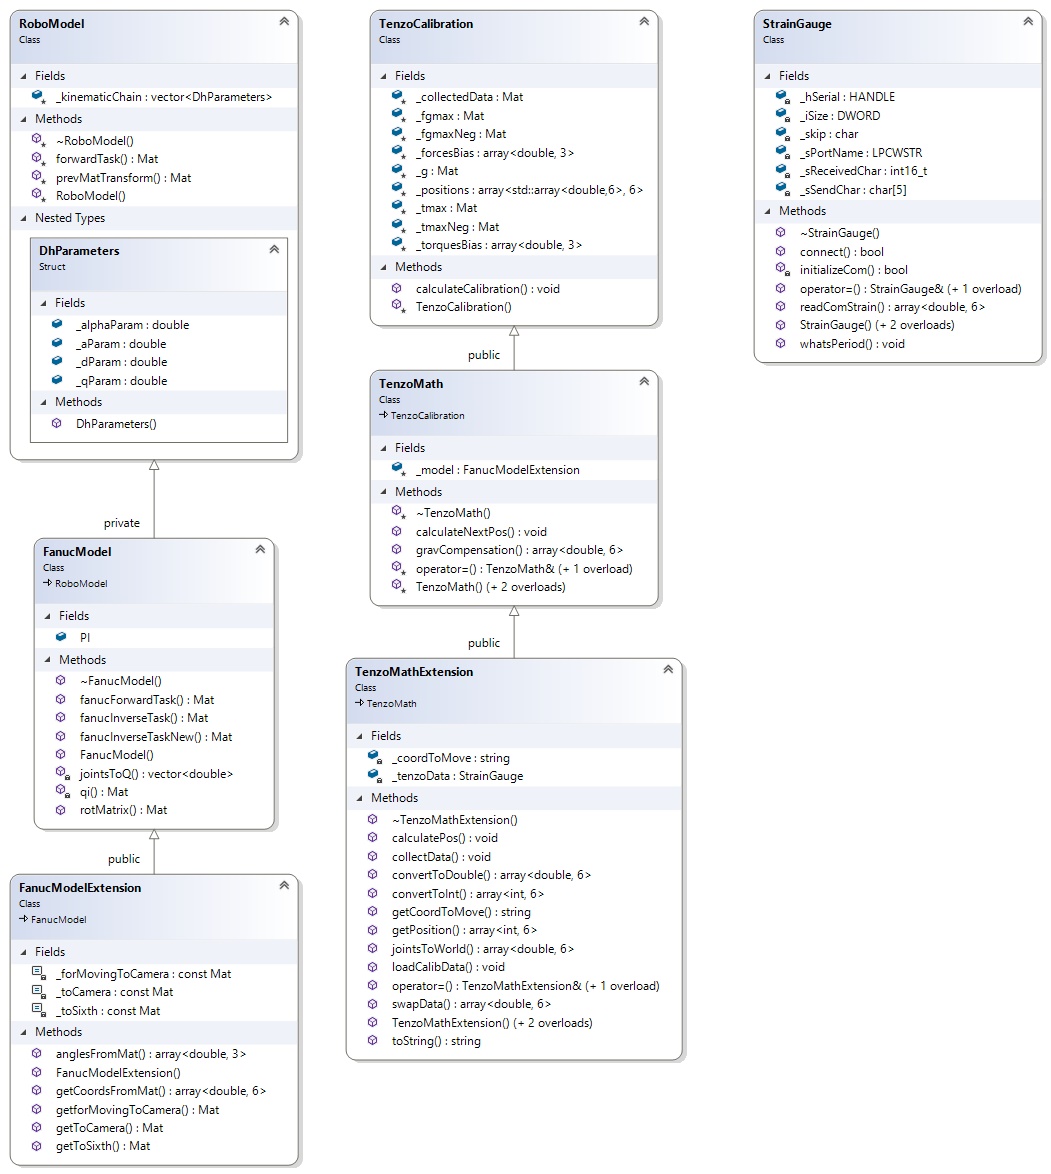 RoboModel
Class
Fields
_kinematicChain : vector<DhParameters>
Methods
~RoboModel()
forwardTask() : Mat
prevMatTransform() : Mat
RoboModel()
Nested Types
DhParameters
Struct
Fields
_alphaParam : double
_aParam : double
_dParam : double
_qParam : double
Methods
DhParameters()
private
FanucModel
Class
RoboModel
Fields
PI
Methods
~FanucModel()
fanucForwardTask() : Mat
fanucInverseTask() : Mat
fanucInverseTaskNew() : Mat
FanucModel()
jointsToQ() : vector<double>
qi() : Mat
rotMatrix() : Mat
public
FanucModelExtension
Class
FanucModel
Fields
_forMovingToCamera : const Mat
_toCamera : const Mat
_toSixth : const Mat
Methods
anglesFromMat() : array<double, 3>
FanucModelExtension()
getCoordsFromMat() : array<double, 6>
getforMovingToCamera() : Mat
getToCamera() : Mat
getToSixth() : Mat
TenzoCalibration
Class
Fields
_collectedData : Mat
_fgmax : Mat
_fgmaxNeg : Mat
_forcesBias : array<double, 3>
_g : Mat
_positions : array<std::array<double,6>, 6>
_tmax : Mat
_tmaxNeg : Mat
_torquesBias : array<double, 3>
Methods
calculateCalibration() : void
TenzoCalibration()
public
TenzoMath
Class
TenzoCalibration
Fields
_model : FanucModelExtension
Methods
~TenzoMath()
calculateNextPos() : void
gravCompensation() : array<double, 6>
operator=() : TenzoMath& (+ 1 overload)
TenzoMath() (+ 2 overloads)
public
TenzoMathExtension
Class
TenzoMath
Fields
_coordToMove : string
_tenzoData : StrainGauge
Methods
~TenzoMathExtension()
calculatePos() : void
collectData() : void
convertToDouble() : array<double, 6>
convertToInt() : array<int, 6>
getCoordToMove() : string
getPosition() : array<int, 6>
jointsToWorld() : array<double, 6>
loadCalibData() : void
operator=() : TenzoMathExtension& (+ 1 overload)
swapData() : array<double, 6>
TenzoMathExtension() (+ 2 overloads)
toString() : string
StrainGauge
Class
Fields
_hSerial : HANDLE
_iSize : DWORD
_skip : char
_sPortName : LPCWSTR
_sReceivedChar : int16_t
_sSendChar : char[5]
Methods
~StrainGauge()
connect() : bool
initializeCom() : bool
operator=() : StrainGauge& (+ 1 overload)
readComStrain() : array<double, 6>
StrainGauge() (+ 2 overloads)
whatsPeriod() : void